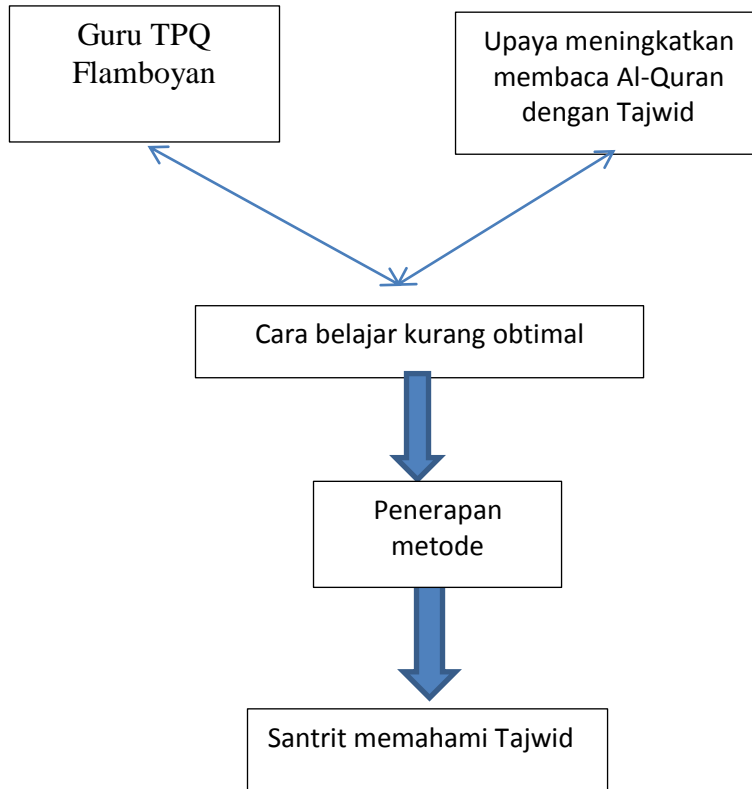 Guru TPQ
Flamboyan
Upaya meningkatkan
membaca Al-Quran
dengan Tajwid
Cara belajar kurang obtimal
Penerapan
metode
Santrit memahami Tajwid